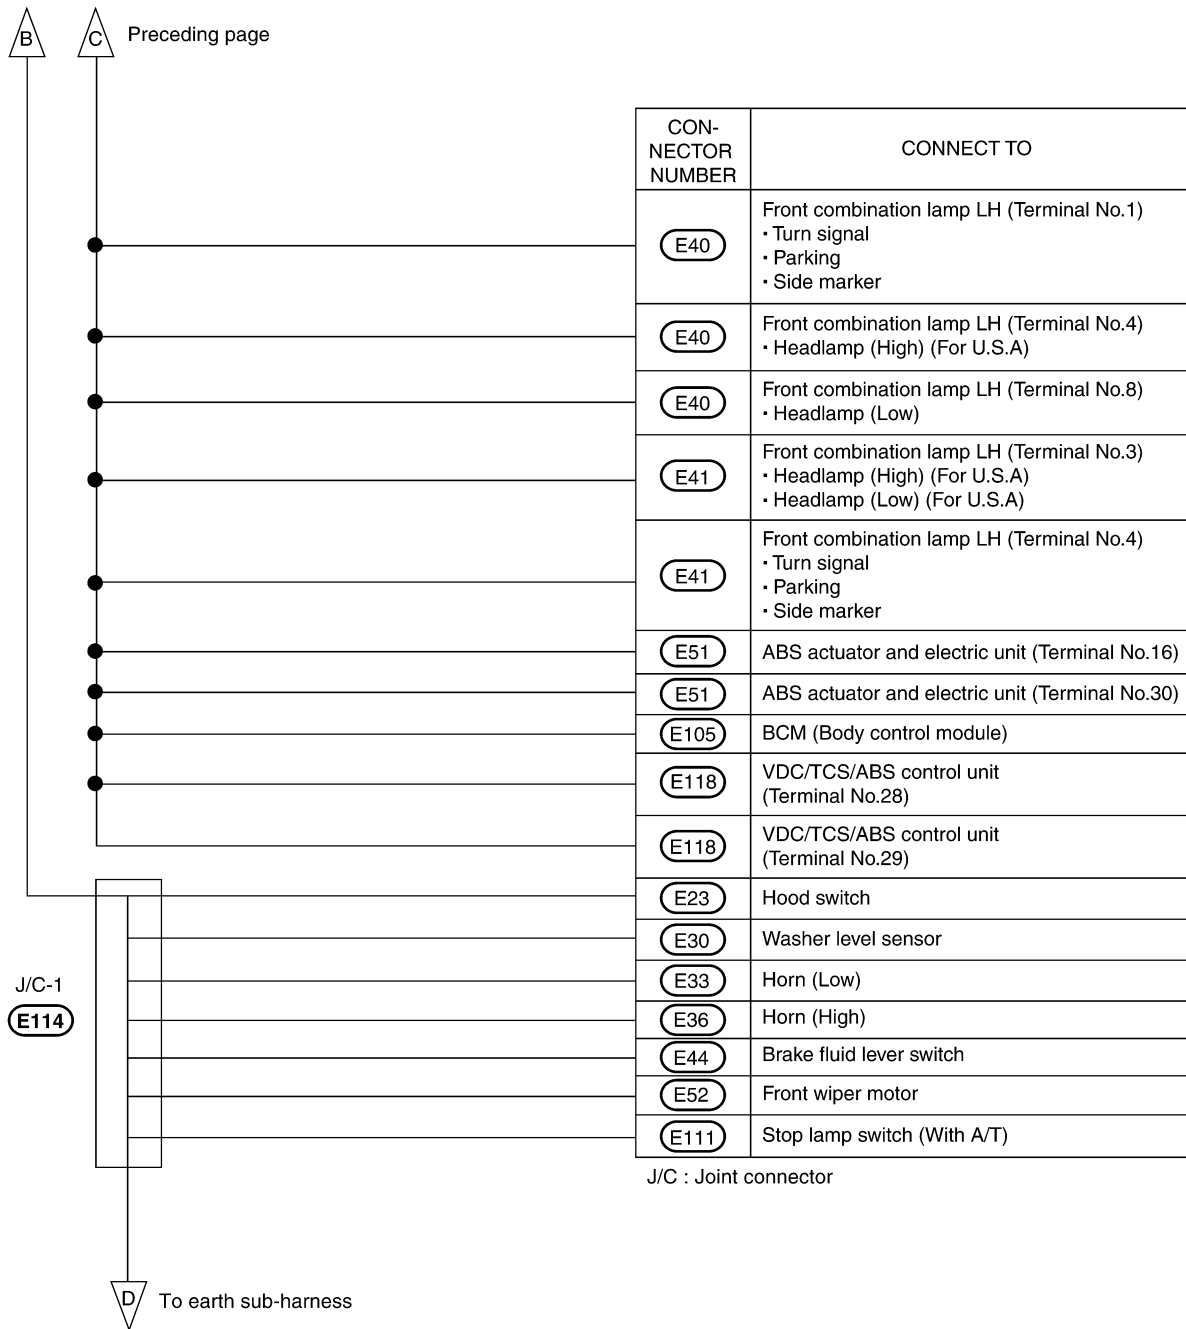 B
C
Preceding page
CON-
NECTOR
NUMBER
CONNECT TO
E40
Front combination lamp LH (Terminal No.1)
· Turn signal
· Parking
· Side marker
E40
Front combination lamp LH (Terminal No.4)
· Headlamp (High) (For U.S.A)
E40
Front combination lamp LH (Terminal No.8)
· Headlamp (Low)
E41
Front combination lamp LH (Terminal No.3)
· Headlamp (High) (For U.S.A)
· Headlamp (Low) (For U.S.A)
E41
Front combination lamp LH (Terminal No.4)
· Turn signal
· Parking
· Side marker
E51
ABS actuator and electric unit (Terminal No.16)
E51
ABS actuator and electric unit (Terminal No.30)
E105
BCM (Body control module)
E118
VDC/TCS/ABS control unit
(Terminal No.28)
E118
VDC/TCS/ABS control unit
(Terminal No.29)
E23
Hood switch
E30
Washer level sensor
E33
Horn (Low)
E36
Horn (High)
E44
Brake fluid lever switch
E52
Front wiper motor
E111
Stop lamp switch (With A/T)
J/C-1
E114
J/C : Joint connector
D
To earth sub-harness